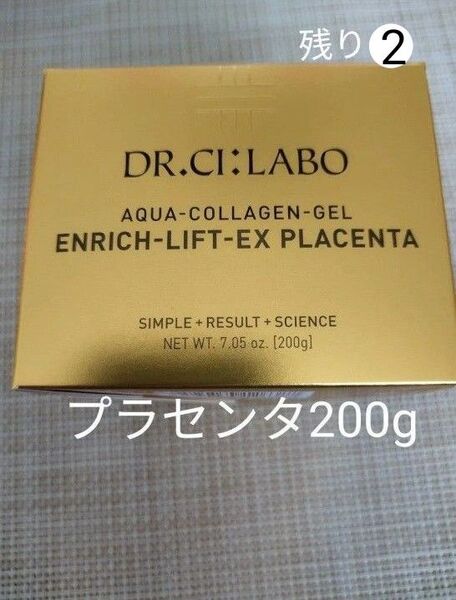 残り2
DR.CI:LABO
AQUA-COLLAGEN-GEL
ENRICH-LIFT-EX PLACENTA
SIMPLE+RESULT+SCIENCE
NET WT. 7.05 oz. [200g]
プラセンタ200g